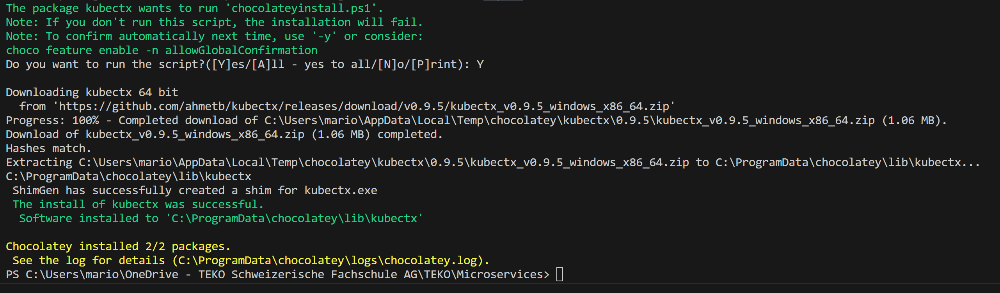 The package kubectx wants to run 'chocolateyinstall.ps1'.
Note: If you don't run this script, the installation will fail.
Note: To confirm automatically next time, use '-y' or consider:
choco feature enable -n allowGlobalConfirmation
Do you want to run the script?([Y]es/[A]ll - yes to all/[N]o/[P]rint): Y
Downloading kubectx 64 bit
  from 'https://github.com/ahmetb/kubectx/releases/download/v0.9.5/kubectx_v0.9.5_windows_x86_64.zip'
Progress: 100% - Completed download of C:\Users\mario\AppData\Local\Temp\chocolatey\kubectx\0.9.5\kubectx_v0.9.5_windows_x86_64.zip (1.06 MB).
Download of kubectx_v0.9.5_windows_x86_64.zip (1.06 MB) completed.
Hashes match.
Extracting C:\Users\mario\AppData\Local\Temp\chocolatey\kubectx\0.9.5\kubectx_v0.9.5_windows_x86_64.zip to C:\ProgramData\chocolatey\lib\kubectx...
C:\ProgramData\chocolatey\lib\kubectx
 ShimGen has successfully created a shim for kubectx.exe
 The install of kubectx was successful.
  Software installed to 'C:\ProgramData\chocolatey\lib\kubectx'
Chocolatey installed 2/2 packages.
 See the log for details (C:\ProgramData\chocolatey\logs\chocolatey.log).
PS C:\Users\mario\OneDrive - TEKO Schweizerische Fachschule AG\TEKO\Microservices>